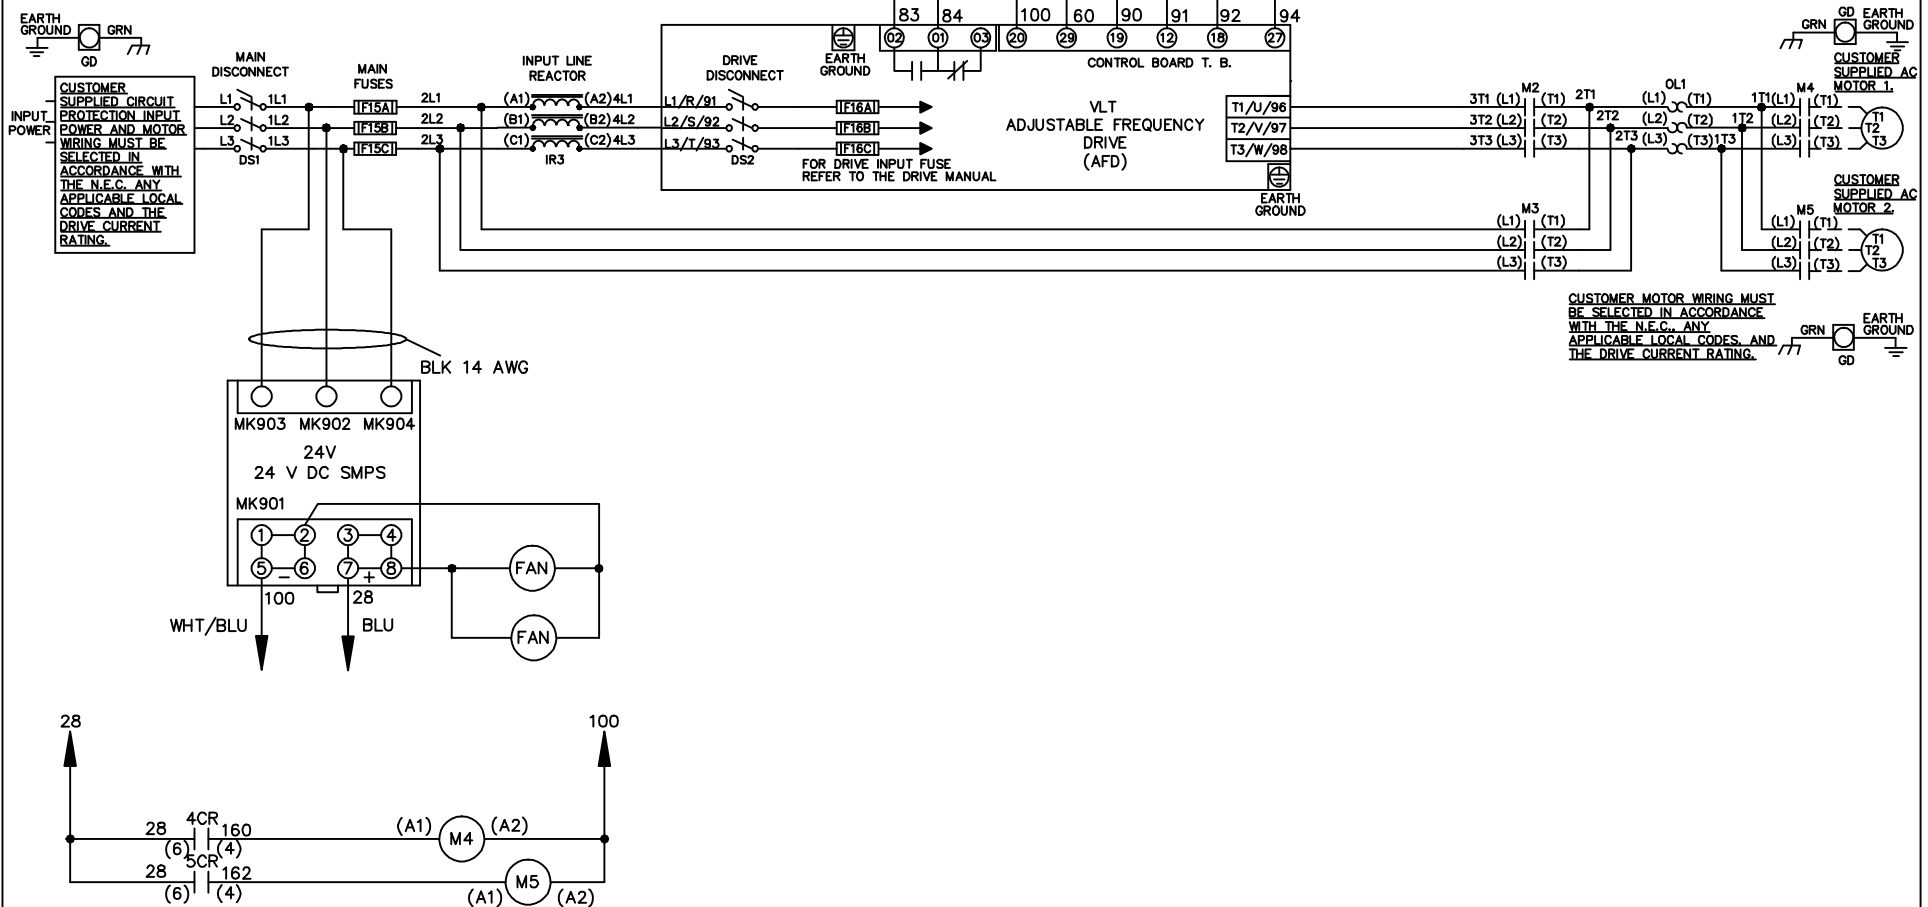 83 84 100 60 90 91 92 94
02 01 03 20 29 19 12 18 27
CONTROL BOARD T. B.
EARTH
GROUND
GRN
GD
EARTH
GROUND
GRN
GD
EARTH
GROUND
INPUT
POWER
CUSTOMER
SUPPLIED CIRCUIT
PROTECTION INPUT
POWER AND MOTOR
WIRING MUST BE
SELECTED IN
ACCORDANCE WITH
THE N.E.C. ANY
APPLICABLE LOCAL
CODES AND THE
DRIVE CURRENT
RATING.
MAIN
DISCONNECT
L1 1L1
L2 1L2
L3 1L3
DS1
MAIN
FUSES
F15A
F15B
F15C
2L1
2L2
2L3
INPUT LINE
REACTOR
(A1) (A2) 4L1
(B1) (B2) 4L2
(C1) (C2) 4L3
IR3
L1/R/91
L2/S/92
L3/T/93
DRIVE
DISCONNECT
DS2
F16A
F16B
F16C
FOR DRIVE INPUT FUSE
REFER TO THE DRIVE MANUAL
VLT
ADJUSTABLE FREQUENCY
DRIVE
(AFD)
T1/U/96
T2/V/97
T3/W/98
EARTH
GROUND
M2
3T1 (L1) (T1) 2T1
3T2 (L2) (T2) 2T2
3T3 (L3) (T3) 2T3
OL1
(L1) (T1) 1T1
(L2) (T2) 1T2
(L3) (T3) 1T3
M4
(L1) (T1)
(L2) (T2)
(L3) (T3)
CUSTOMER
SUPPLIED AC
MOTOR 1.
T1
T2
T3
M3
(L1) (T1)
(L2) (T2)
(L3) (T3)
M5
(L1) (T1)
(L2) (T2)
(L3) (T3)
CUSTOMER
SUPPLIED AC
MOTOR 2.
T1
T2
T3
CUSTOMER MOTOR WIRING MUST
BE SELECTED IN ACCORDANCE
WITH THE N.E.C., ANY
APPLICABLE LOCAL CODES, AND
THE DRIVE CURRENT RATING.
GRN
GD
EARTH
GROUND
BLK 14 AWG
MK903 MK902 MK904
24V
24 V DC SMPS
MK901
1 2 3 4
5 6 7 8
- +
100 28
WHT/BLU BLU
FAN
FAN
28 100
28 4CR 160 (A1) M4 (A2)
(6) (4)
28 5CR 162 (A1) M5 (A2)
(6) (4)